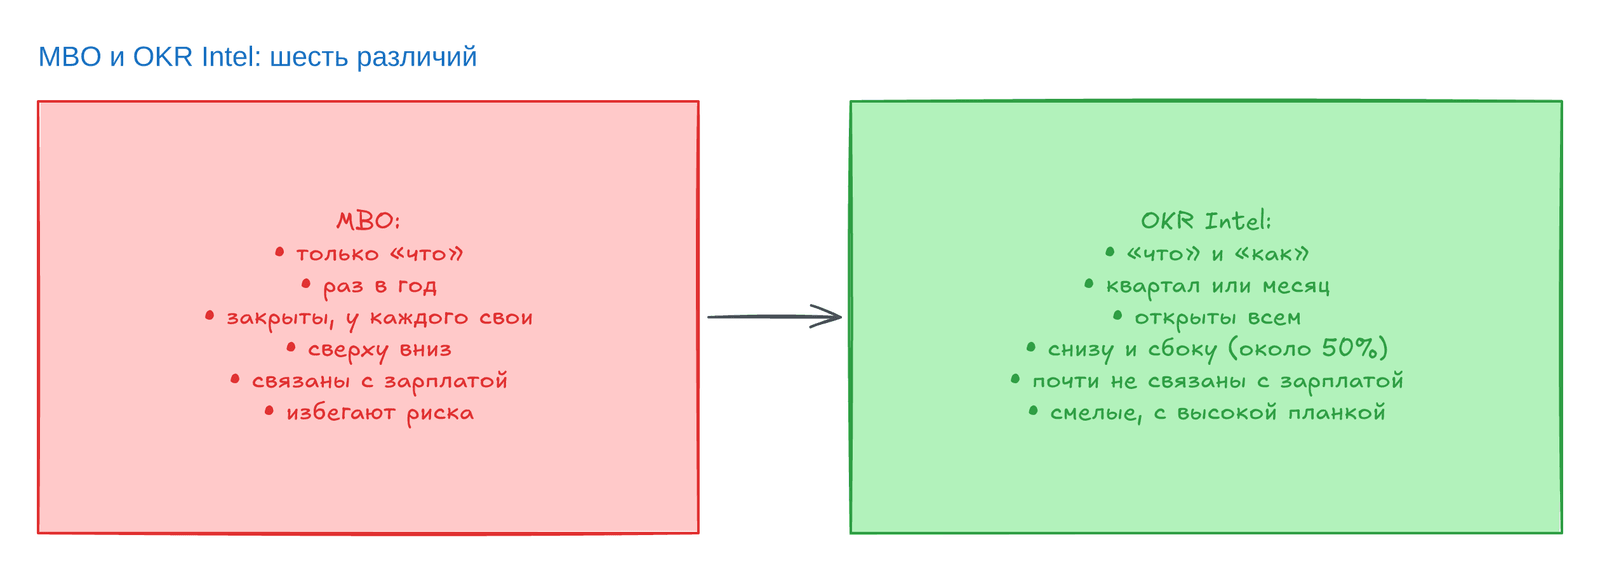 MBO и OKR Intel: шесть различий
MBO:
• только «что»
• раз в год
• закрыты, у каждого свои
• сверху вниз
• связаны с зарплатой
• избегают риска
OKR Intel:
• «что» и «как»
• квартал или месяц
• открыты всем
• снизу и сбоку (около 50%)
• почти не связаны с зарплатой
• смелые, с высокой планкой